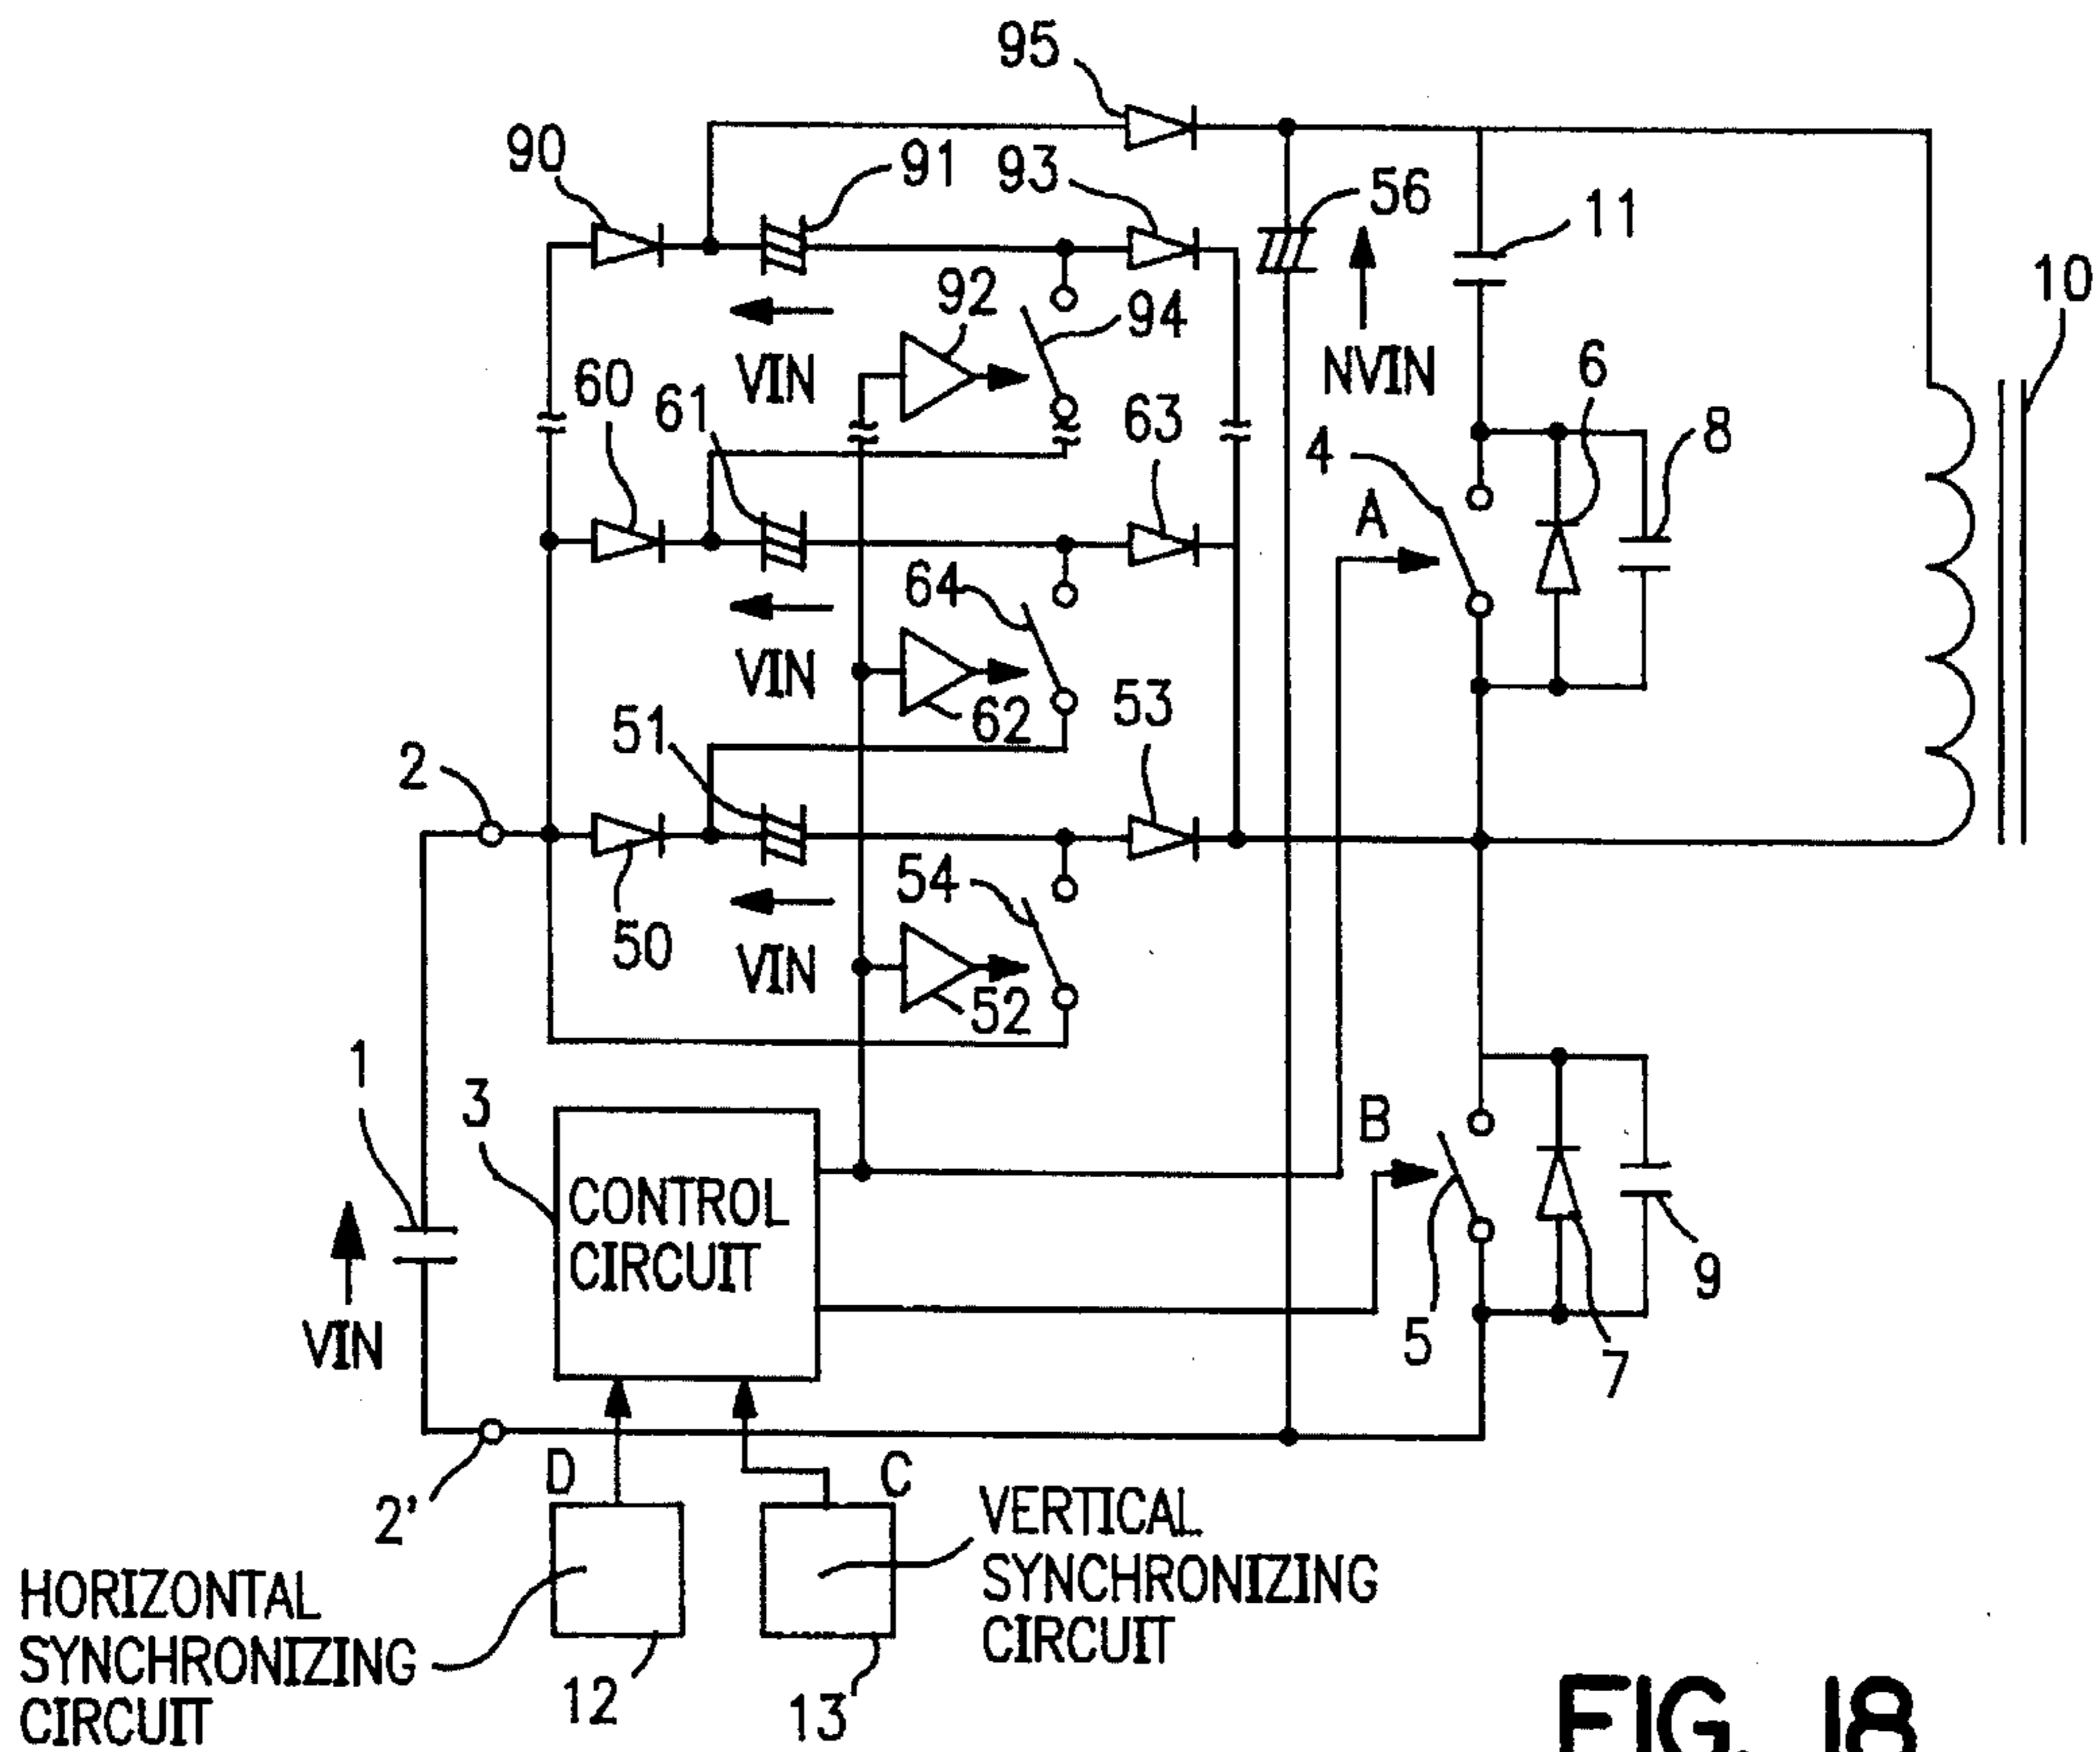 95
90
91
93
56
11
10
92
94
VIN
NVIN
6
60
61
63
4
8
A
64
VIN
62
53
51
2
54
50
VIN
52
1
3
B
CONTROL
CIRCUIT
9
VIN
5
7
D
C
2'
VERTICAL
SYNCHRONIZING
CIRCUIT
HORIZONTAL
SYNCHRONIZING
CIRCUIT
12
13
FIG. 18